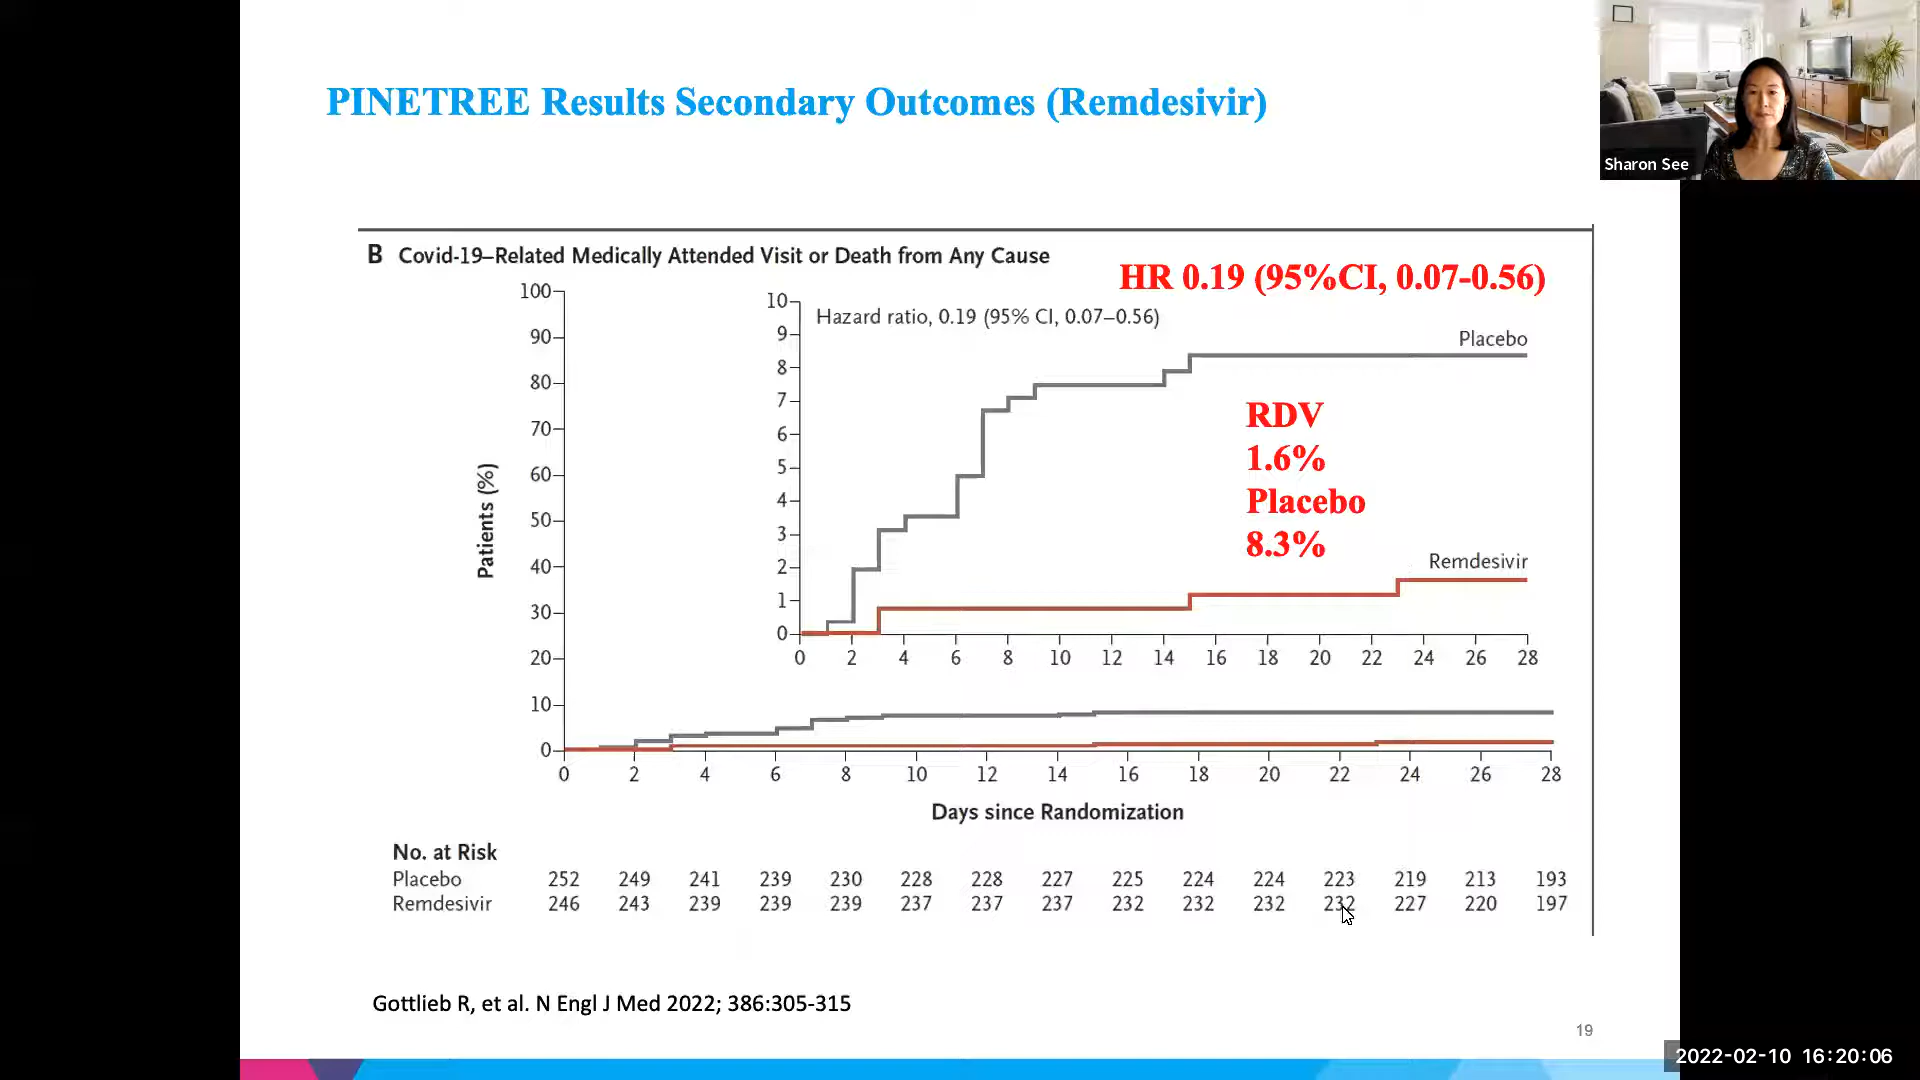 PINETREE Results Secondary Outcomes (Remdesivir)
Sharon See
B Covid-19–Related Medically Attended Visit or Death from Any Cause
HR 0.19 (95%CI, 0.07-0.56)
Hazard ratio, 0.19 (95% CI, 0.07–0.56)
Patients (%)
100
90
80
70
60
50
40
30
20
10
0
10
9
8
7
6
5
4
3
2
1
0
Placebo
RDV
1.6%
Placebo
8.3%
Remdesivir
0 2 4 6 8 10 12 14 16 18 20 22 24 26 28
0 2 4 6 8 10 12 14 16 18 20 22 24 26 28
Days since Randomization
No. at Risk
Placebo 252 249 241 239 230 228 228 227 225 224 224 223 219 213 193
Remdesivir 246 243 239 239 239 237 237 237 232 232 232 232 227 220 197
Gottlieb R, et al. N Engl J Med 2022; 386:305-315
19
2022-02-10 16:20:06